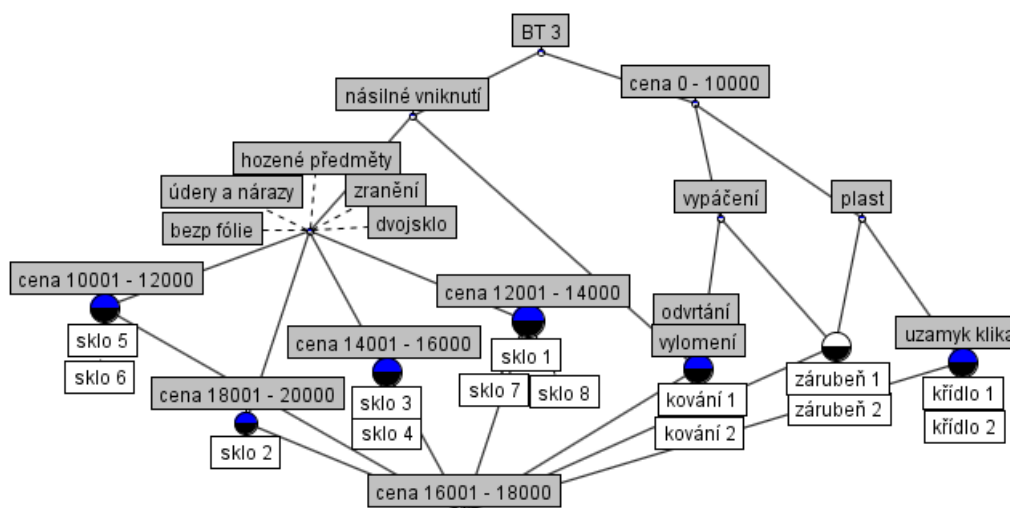 BT 3
cena 0 - 10000
násilné vniknutí
hozené předměty
údery a nárazy
zranění
vypáčení
plast
bezp fólie
dvojsklo
cena 10001 - 12000
cena 12001 - 14000
odvrtání
uzamyk klika
sklo 5
cena 14001 - 16000
sklo 1
vylomení
sklo 6
sklo 7
sklo 8
zárubeň 1
křídlo 1
cena 18001 - 20000
sklo 3
kování 1
zárubeň 2
křídlo 2
sklo 4
kování 2
sklo 2
cena 16001 - 18000